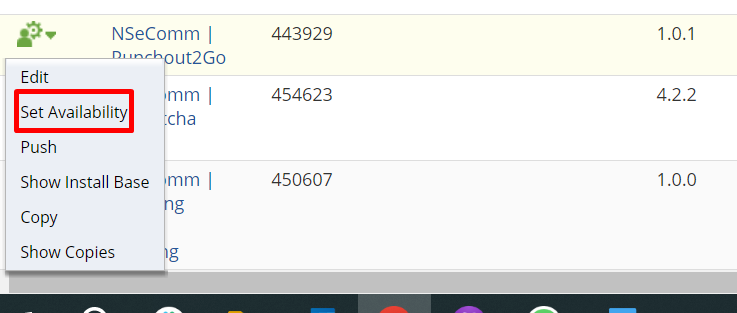 NSeComm | 443929 1.0.1
Punchout2Go
Edit
omm | 454623 4.2.2
Set Availability
tcha
Push
Show Install Base
omm | 450607 1.0.0
ng
Copy
Show Copies
ng